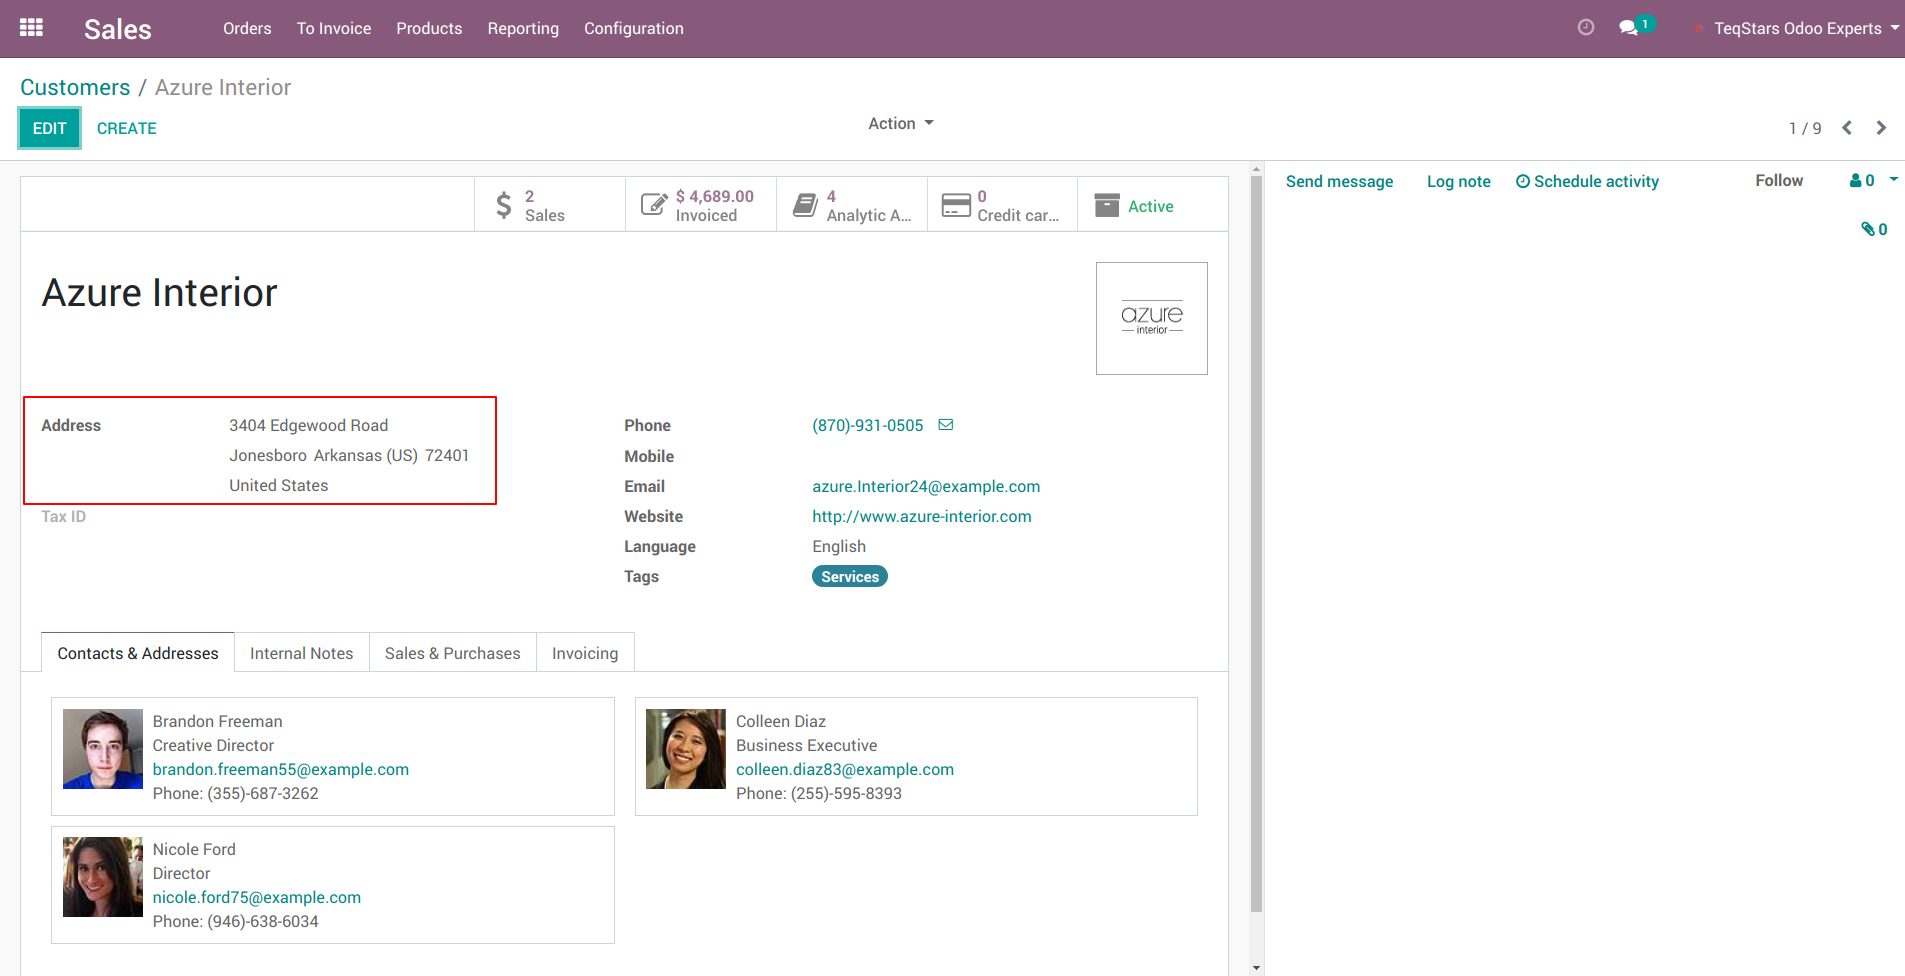 Sales Orders To Invoice Products Reporting Configuration 1 TeqStars Odoo Experts
Customers / Azure Interior
EDIT CREATE Action 1 / 9
2
Sales
$ 4,689.00
Invoiced
4
Analytic A...
0
Credit car...
Active
Send message Log note Schedule activity Follow 0
0
Azure Interior
azure
interior
Address 3404 Edgewood Road
Jonesboro Arkansas (US) 72401
United States
Tax ID
Phone (870)-931-0505
Mobile
Email azure.Interior24@example.com
Website http://www.azure-interior.com
Language English
Tags Services
Contacts & Addresses Internal Notes Sales & Purchases Invoicing
Brandon Freeman
Creative Director
brandon.freeman55@example.com
Phone: (355)-687-3262
Colleen Diaz
Business Executive
colleen.diaz83@example.com
Phone: (255)-595-8393
Nicole Ford
Director
nicole.ford75@example.com
Phone: (946)-638-6034